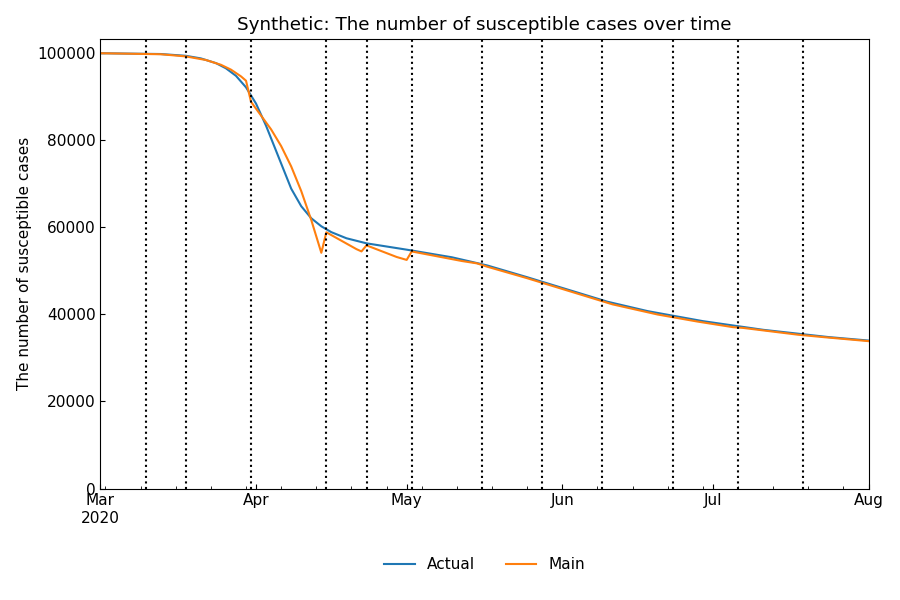 Synthetic: The number of susceptible cases over time
The number of susceptible cases
100000
80000
60000
40000
20000
0
Mar Apr May Jun Jul Aug
2020
Actual Main